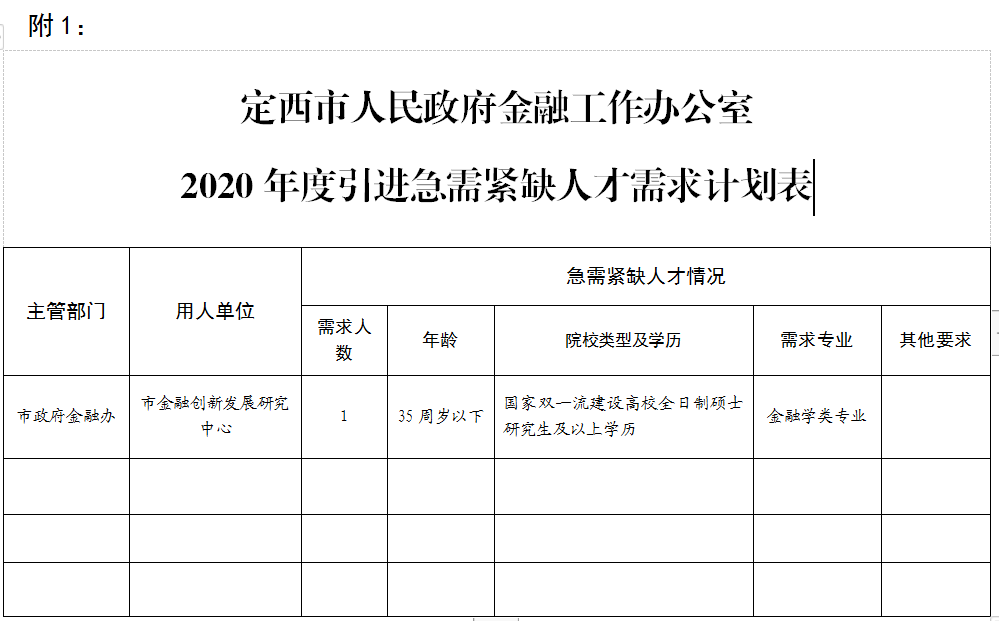 附 1：
定西市人民政府金融工作办公室
2020 年度引进急需紧缺人才需求计划表
主管部门
用人单位
急需紧缺人才情况
需求人
数
年龄
院校类型及学历
需求专业
其他要求
市政府金融办
市金融创新发展研究
中心
1
35 周岁以下
国家双一流建设高校全日制硕士
研究生及以上学历
金融学类专业